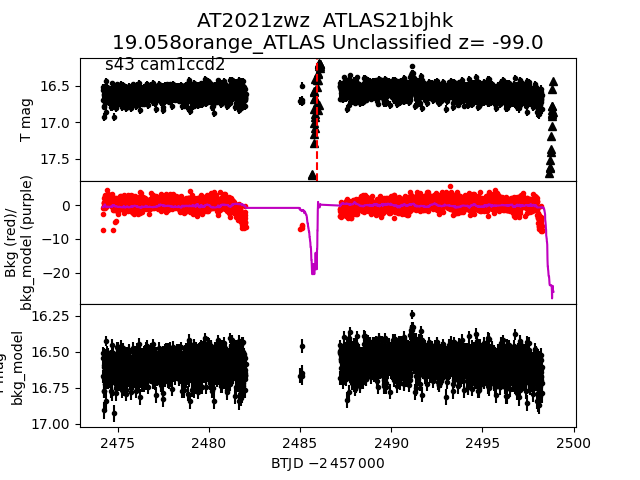 AT2021zwz ATLAS21bjhk
19.058orange_ATLAS Unclassified z= -99.0
s43 cam1ccd2
T mag
16.5
17.0
17.5
Bkg (red)/
bkg_model (purple)
0
−10
−20
bkg_model
16.25
16.50
16.75
17.00
2475 2480 2485 2490 2495 2500
BTJD −2 457 000